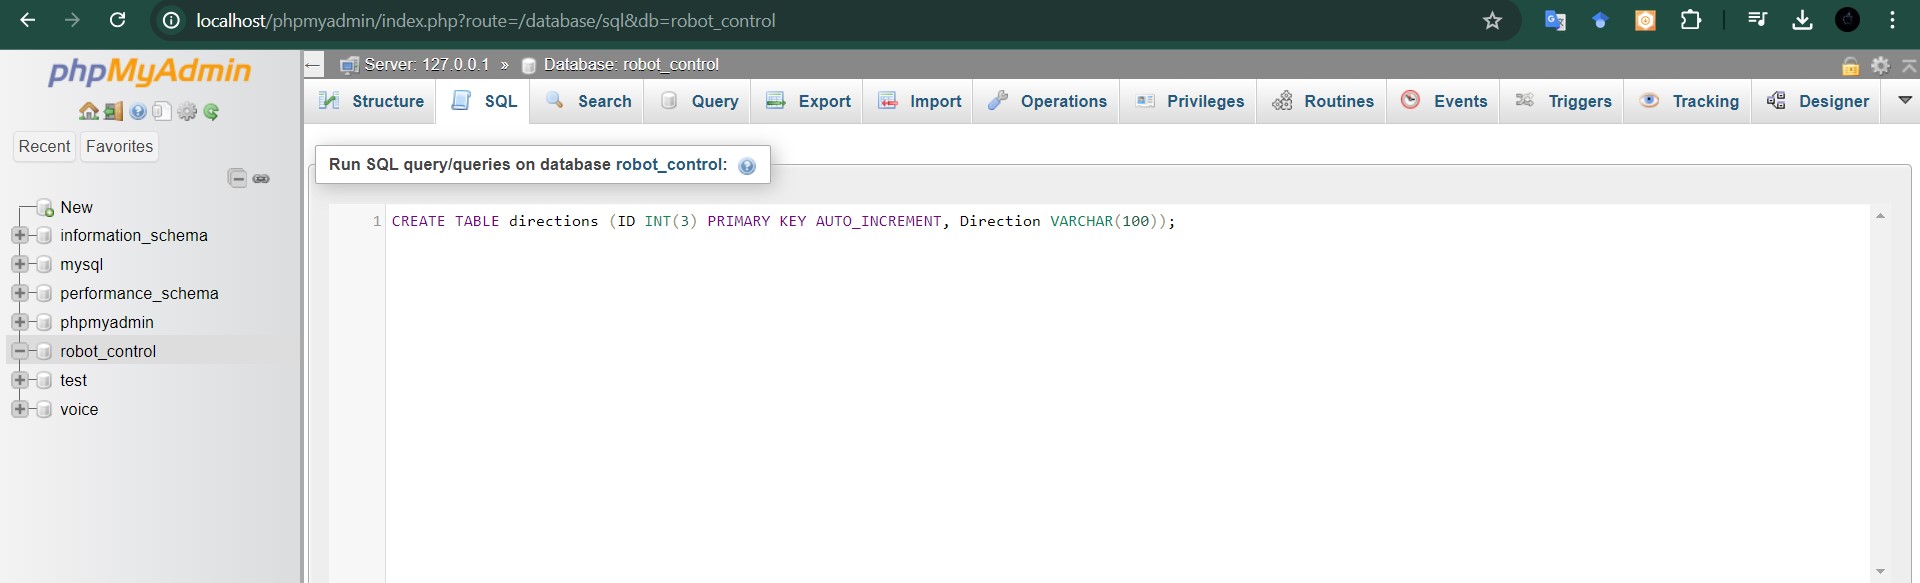 localhost/phpmyadmin/index.php?route=/database/sql&db=robot_control
phpMyAdmin
Recent Favorites
New
information_schema
mysql
performance_schema
phpmyadmin
robot_control
test
voice
Server: 127.0.0.1 » Database: robot_control
Structure SQL Search Query Export Import Operations Privileges Routines Events Triggers Tracking Designer
Run SQL query/queries on database robot_control:
1 CREATE TABLE directions (ID INT(3) PRIMARY KEY AUTO_INCREMENT, Direction VARCHAR(100));